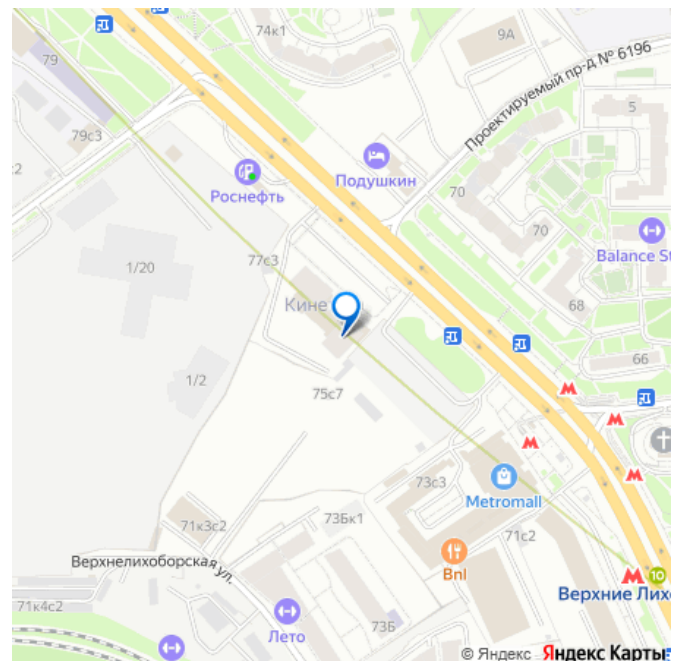 74к1
9А
79
Проектируемый пр-д № 6196
5
79с3
Подушкин
Роснефть
70
70
Balance St
77с3
1/20
Кине
68
66
1/2
75с7
73с3
Metromall
71к3с2
73Бк1
71с2
Верхнелихоборская ул.
Bnl
10
Верхние Лихо
71к4с2
73Б
Лето
© Яндекс Яндекс Карты